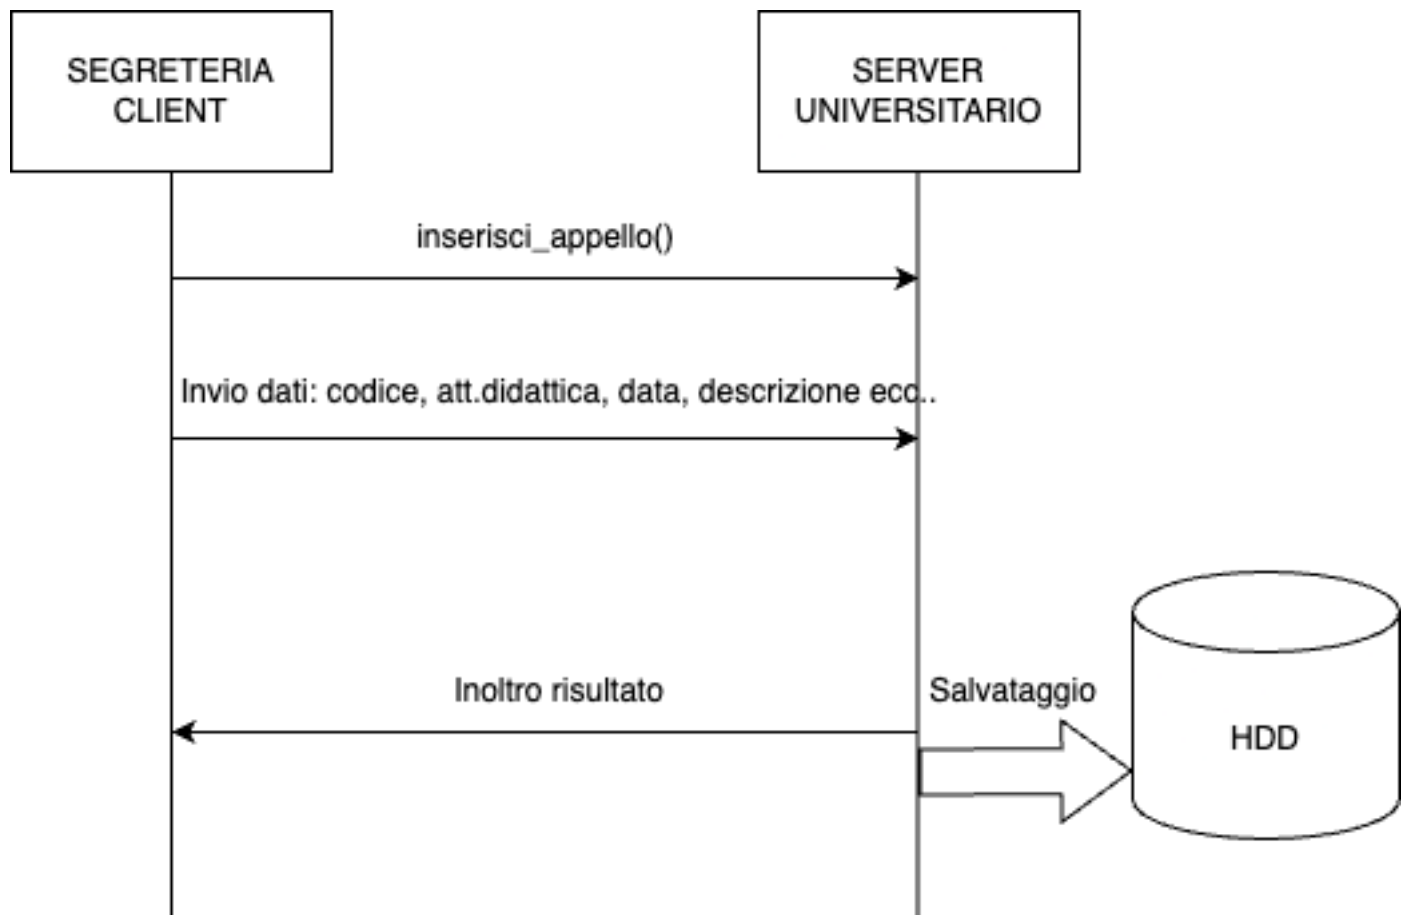 SEGRETERIA
CLIENT
SERVER
UNIVERSITARIO
inserisci_appello()
Invio dati: codice, att.didattica, data, descrizione ecc..
Inoltro risultato
Salvataggio
HDD